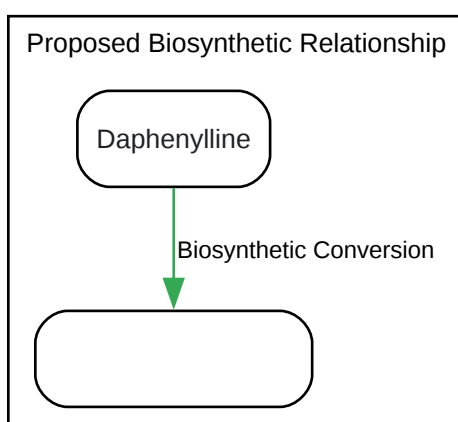 Proposed Biosynthetic Relationship
Daphenylline
Biosynthetic Conversion